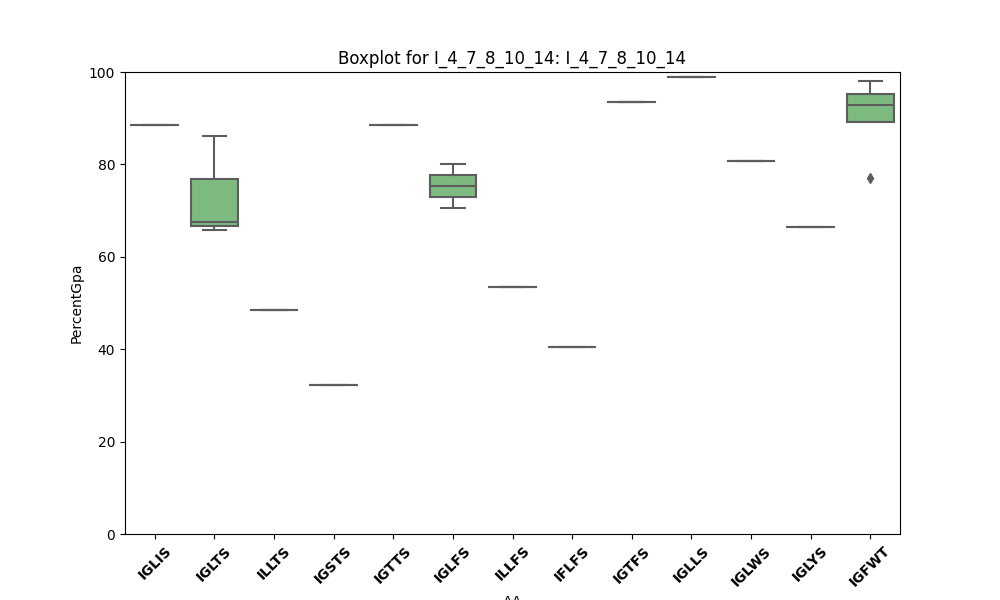 Boxplot for I_4_7_8_10_14: I_4_7_8_10_14
100
80
60
40
20
0
PercentGpa
IGLIS IGLTS ILLTS IGSTS IGTTS IGLFS ILLFS IFLFS IGTFS IGLLS IGLWS IGLYS IGFWT
AA